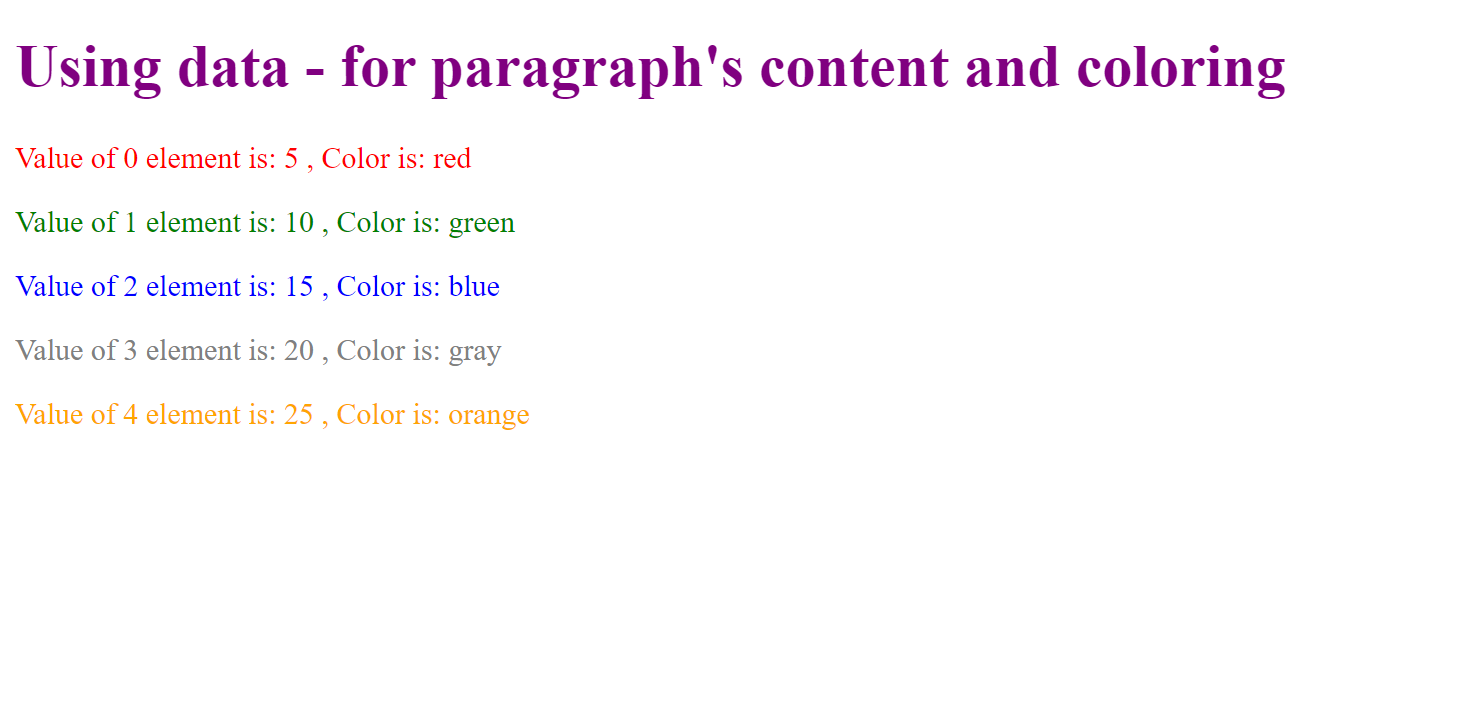 Using data - for paragraph's content and coloring
Value of 0 element is: 5 , Color is: red
Value of 1 element is: 10 , Color is: green
Value of 2 element is: 15 , Color is: blue
Value of 3 element is: 20 , Color is: gray
Value of 4 element is: 25 , Color is: orange